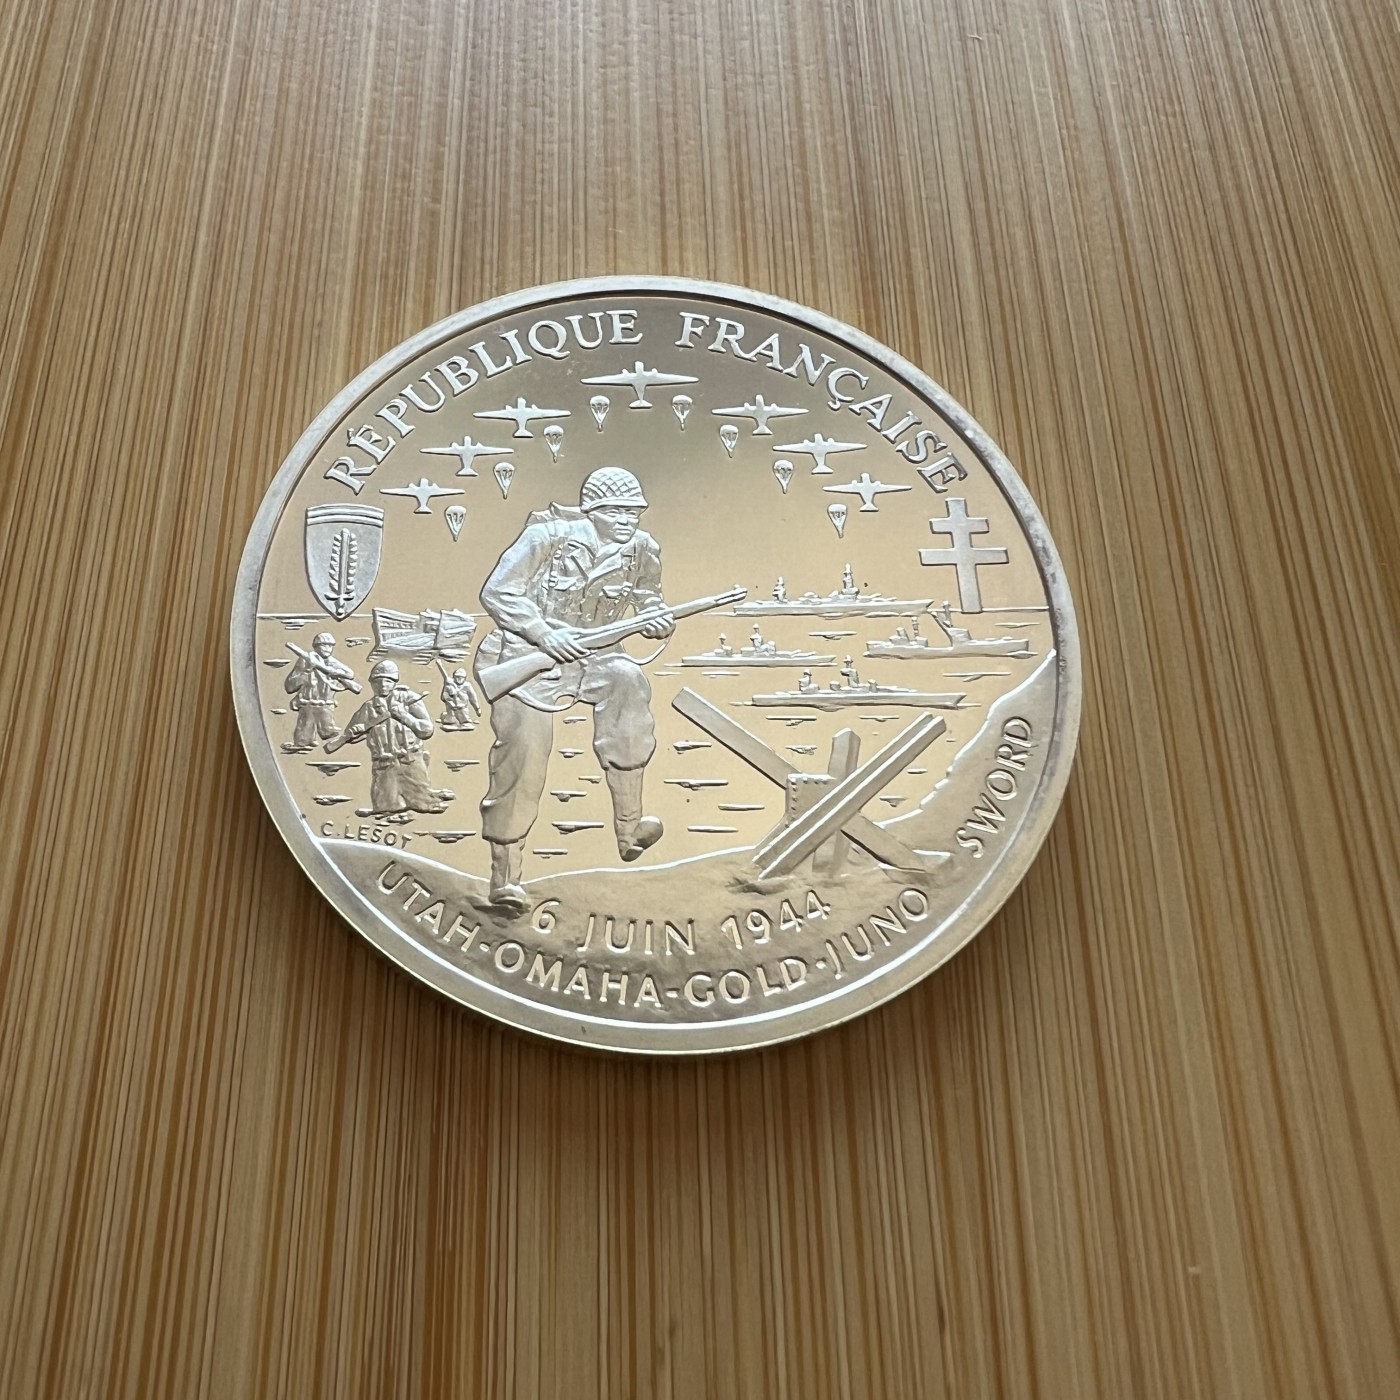 RÉPUBLIQUE FRANÇAISE
C. LESOT
6 JUIN 1944
UTAH-OMAHA-GOLD-JUNO
SWORD